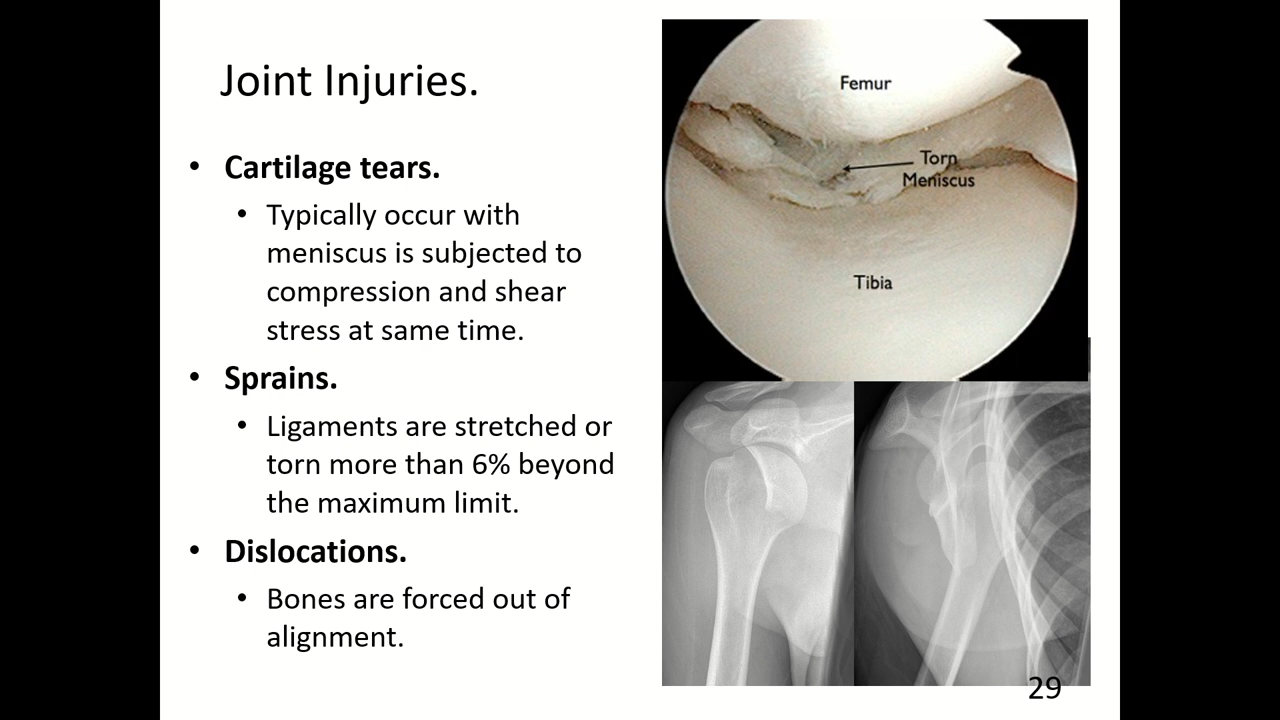 Joint Injuries.
• Cartilage tears.
• Typically occur with
meniscus is subjected to
compression and shear
stress at same time.
• Sprains.
• Ligaments are stretched or
torn more than 6% beyond
the maximum limit.
• Dislocations.
• Bones are forced out of
alignment.
Femur
Torn
Meniscus
Tibia
29